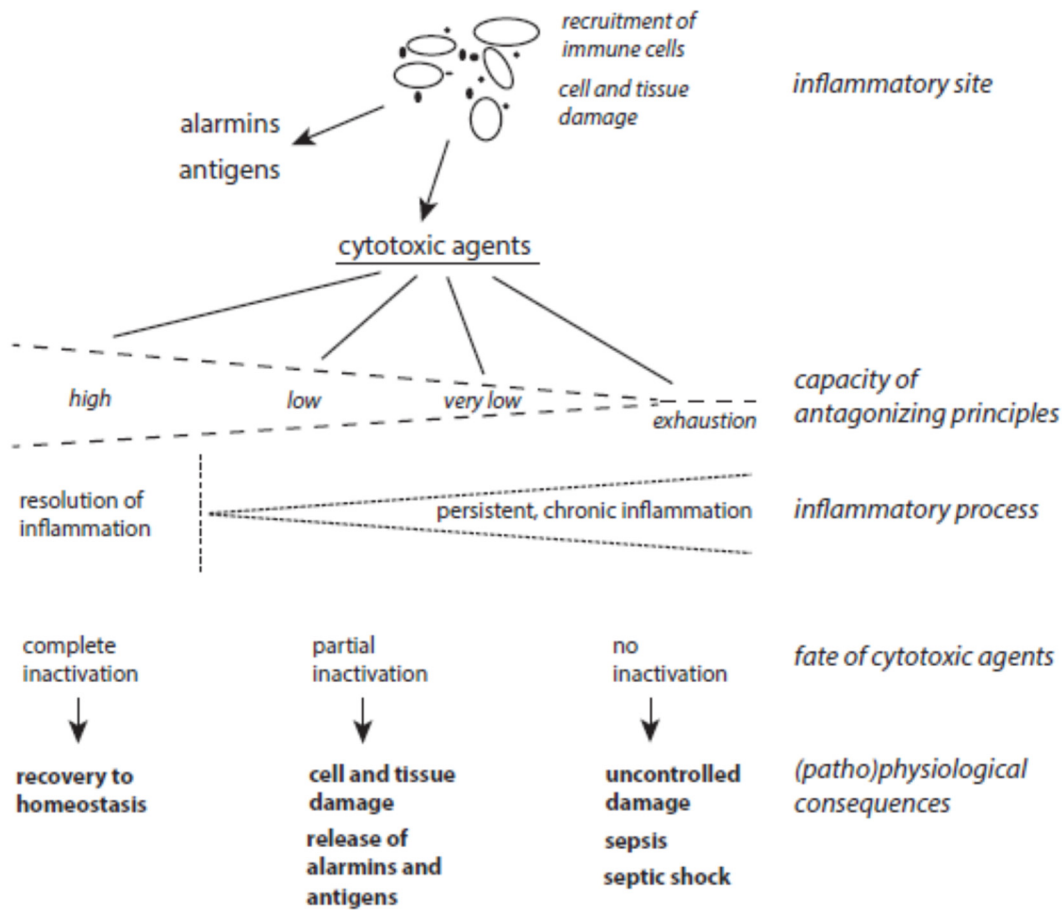 recruitment of
immune cells
cell and tissue
damage
inflammatory site
alarmins
antigens
cytotoxic agents
high
low
very low
exhaustion
capacity of
antagonizing principles
resolution of
inflammation
persistent, chronic inflammation
inflammatory process
complete
inactivation
partial
inactivation
no
inactivation
fate of cytotoxic agents
recovery to
homeostasis
cell and tissue
damage
release of
alarmins and
antigens
uncontrolled
damage
sepsis
septic shock
(patho)physiological
consequences